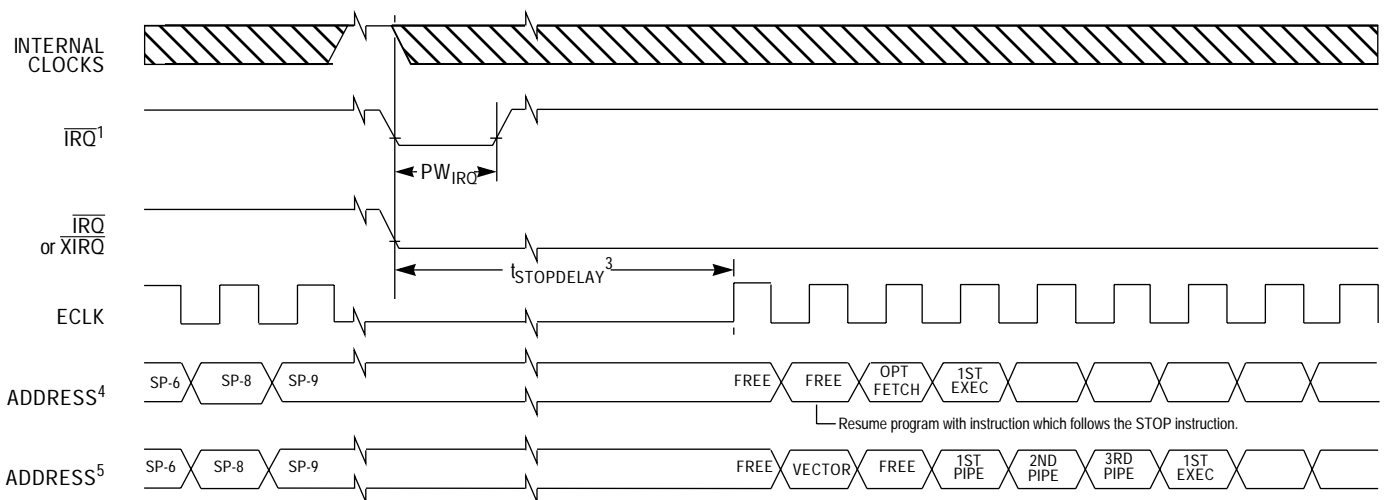 INTERNAL
CLOCKS
IRQ1
PWIRQ
IRQ
or XIRQ
tSTOPDELAY3
ECLK
ADDRESS4
SP-6 SP-8 SP-9 FREE FREE OPT FETCH 1ST EXEC
Resume program with instruction which follows the STOP instruction.
ADDRESS5
SP-6 SP-8 SP-9 FREE VECTOR FREE 1ST PIPE 2ND PIPE 3RD PIPE 1ST EXEC